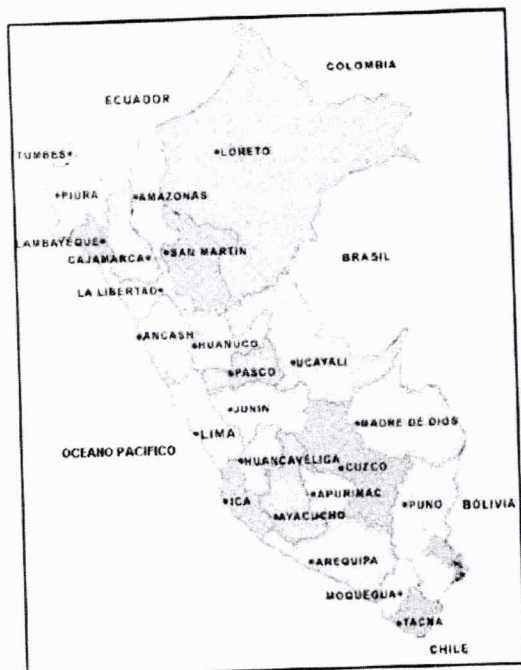 COLOMBIA
ECUADOR
TUMBES
LORETO
PIURA
AMAZONAS
LAMBAYEQUE
SAN MARTIN
CAJAMARCA
BRASIL
LA LIBERTAD
ANCASH
HUANUCO
UCAYALI
PASCO
JUNIN
MADRE DE DIOS
LIMA
OCEANO PACIFICO
HUANCAVELICA
CUZCO
ICA
APURIMAC
PUNO
BOLIVIA
AYACUCHO
AREQUIPA
MOQUEGUA
TACNA
CHILE